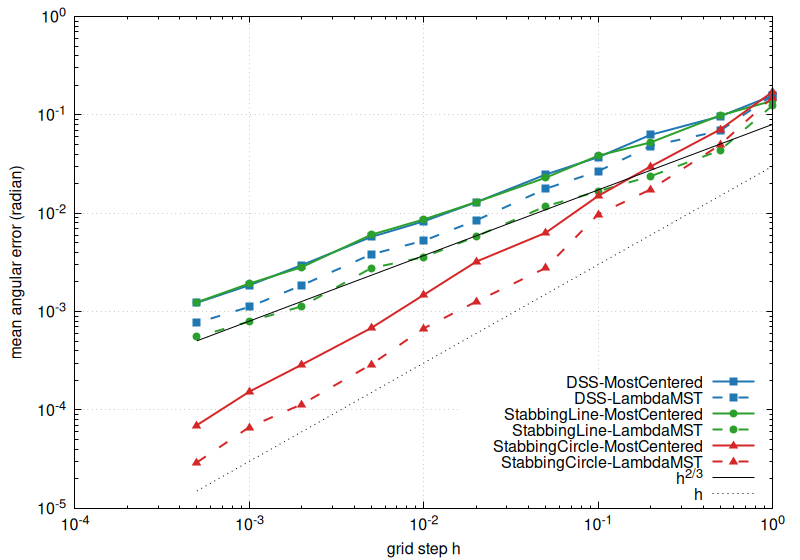 10^0
10^-1
10^-2
10^-3
10^-4
10^-5
mean angular error (radian)
DSS-MostCentered
DSS-LambdaMST
StabbingLine-MostCentered
StabbingLine-LambdaMST
StabbingCircle-MostCentered
StabbingCircle-LambdaMST
h^2/3
h
10^-4 10^-3 10^-2 10^-1 10^0
grid step h